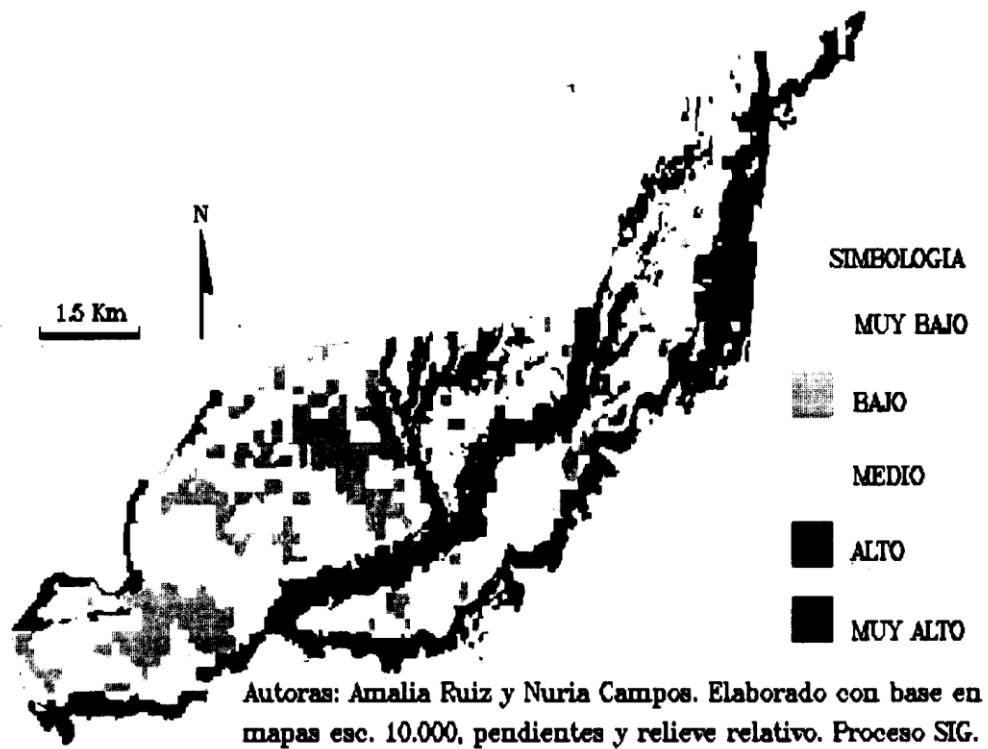 N
1.5 Km
SIMBOLOGIA
MUY BAJO
BAJO
MEDIO
ALTO
MUY ALTO
Autoras: Amalia Ruiz y Nuria Campos. Elaborado con base en
mapas esc. 10.000, pendientes y relieve relativo. Proceso SIG.